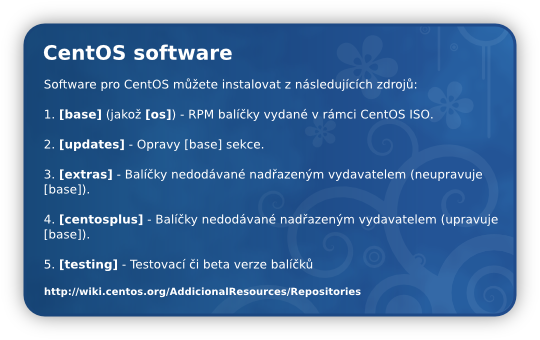 CentOS software
Software pro CentOS můžete instalovat z následujících zdrojů:
1. [base] (jakož [os]) - RPM balíčky vydané v rámci CentOS ISO.
2. [updates] - Opravy [base] sekce.
3. [extras] - Balíčky nedodávané nadřazeným vydavatelem (neupravuje
[base]).
4. [centosplus] - Balíčky nedodávané nadřazeným vydavatelem (upravuje
[base]).
5. [testing] - Testovací či beta verze balíčků
http://wiki.centos.org/AddicionalResources/Repositories